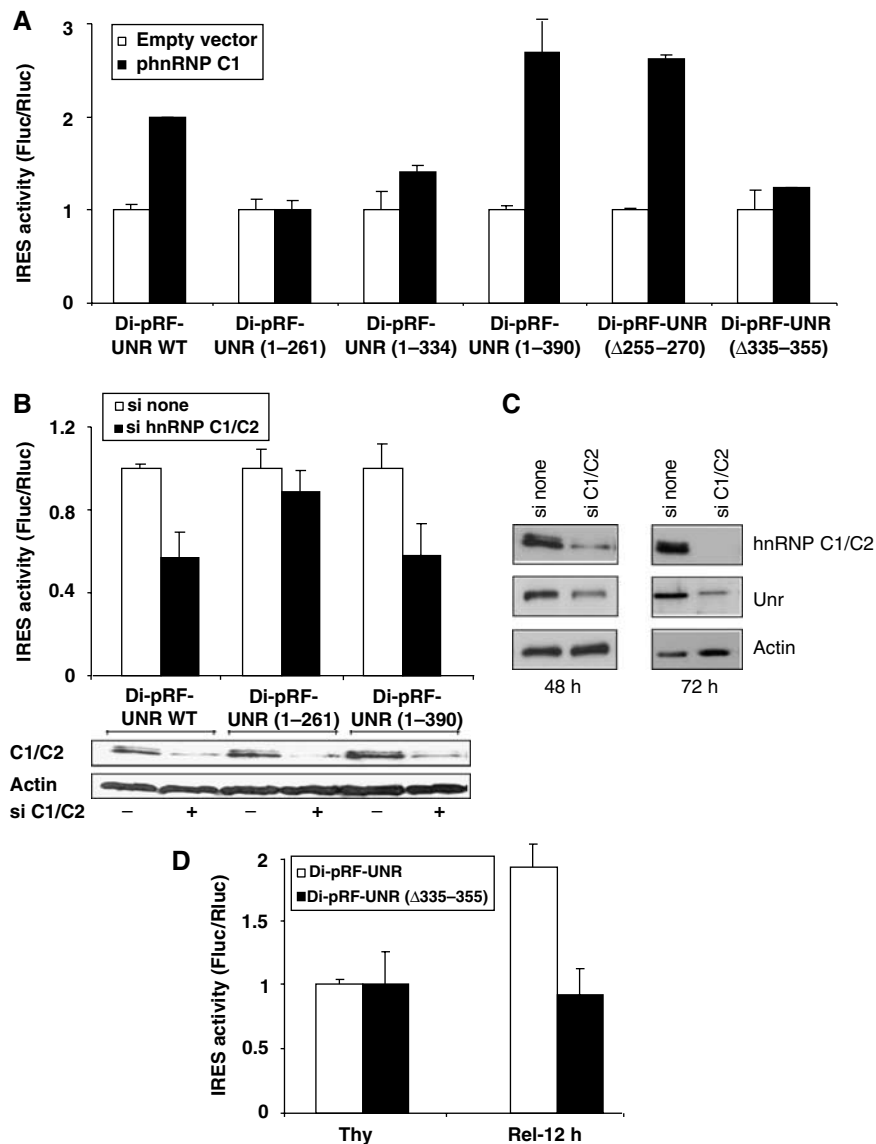 A
Empty vector
phnRNP C1
IRES activity (Fluc/Rluc)
3
2
1
0
Di-pRF-
UNR WT
Di-pRF-
UNR (1–261)
Di-pRF-
UNR (1–334)
Di-pRF-
UNR (1–390)
Di-pRF-UNR
(Δ255–270)
Di-pRF-UNR
(Δ335–355)
B
si none
si hnRNP C1/C2
IRES activity (Fluc/Rluc)
1.2
0.8
0.4
0
Di-pRF-
UNR WT
Di-pRF-
UNR (1–261)
Di-pRF-
UNR (1–390)
C1/C2
Actin
si C1/C2 – + – + – +
C
si none
si C1/C2
si none
si C1/C2
hnRNP C1/C2
Unr
Actin
48 h
72 h
D
Di-pRF-UNR
Di-pRF-UNR (Δ335–355)
IRES activity (Fluc/Rluc)
2
1.5
1
0.5
0
Thy
Rel-12 h